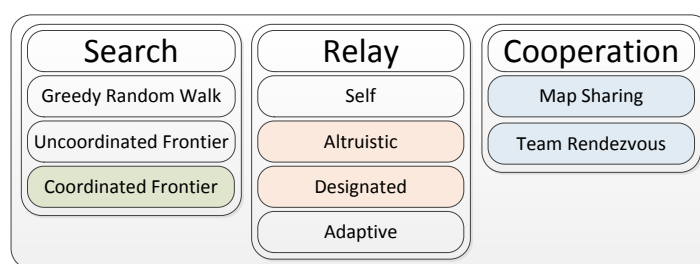 Search
Greedy Random Walk
Uncoordinated Frontier
Coordinated Frontier
Relay
Self
Altruistic
Designated
Adaptive
Cooperation
Map Sharing
Team Rendezvous